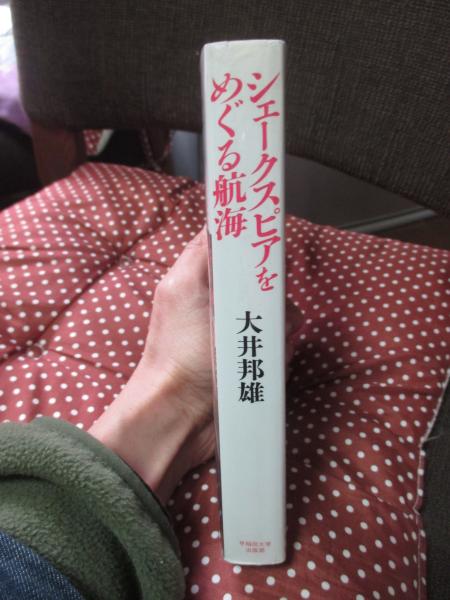 シェークスピアを
めぐる航海
大井邦雄
早稲田大学
出版部